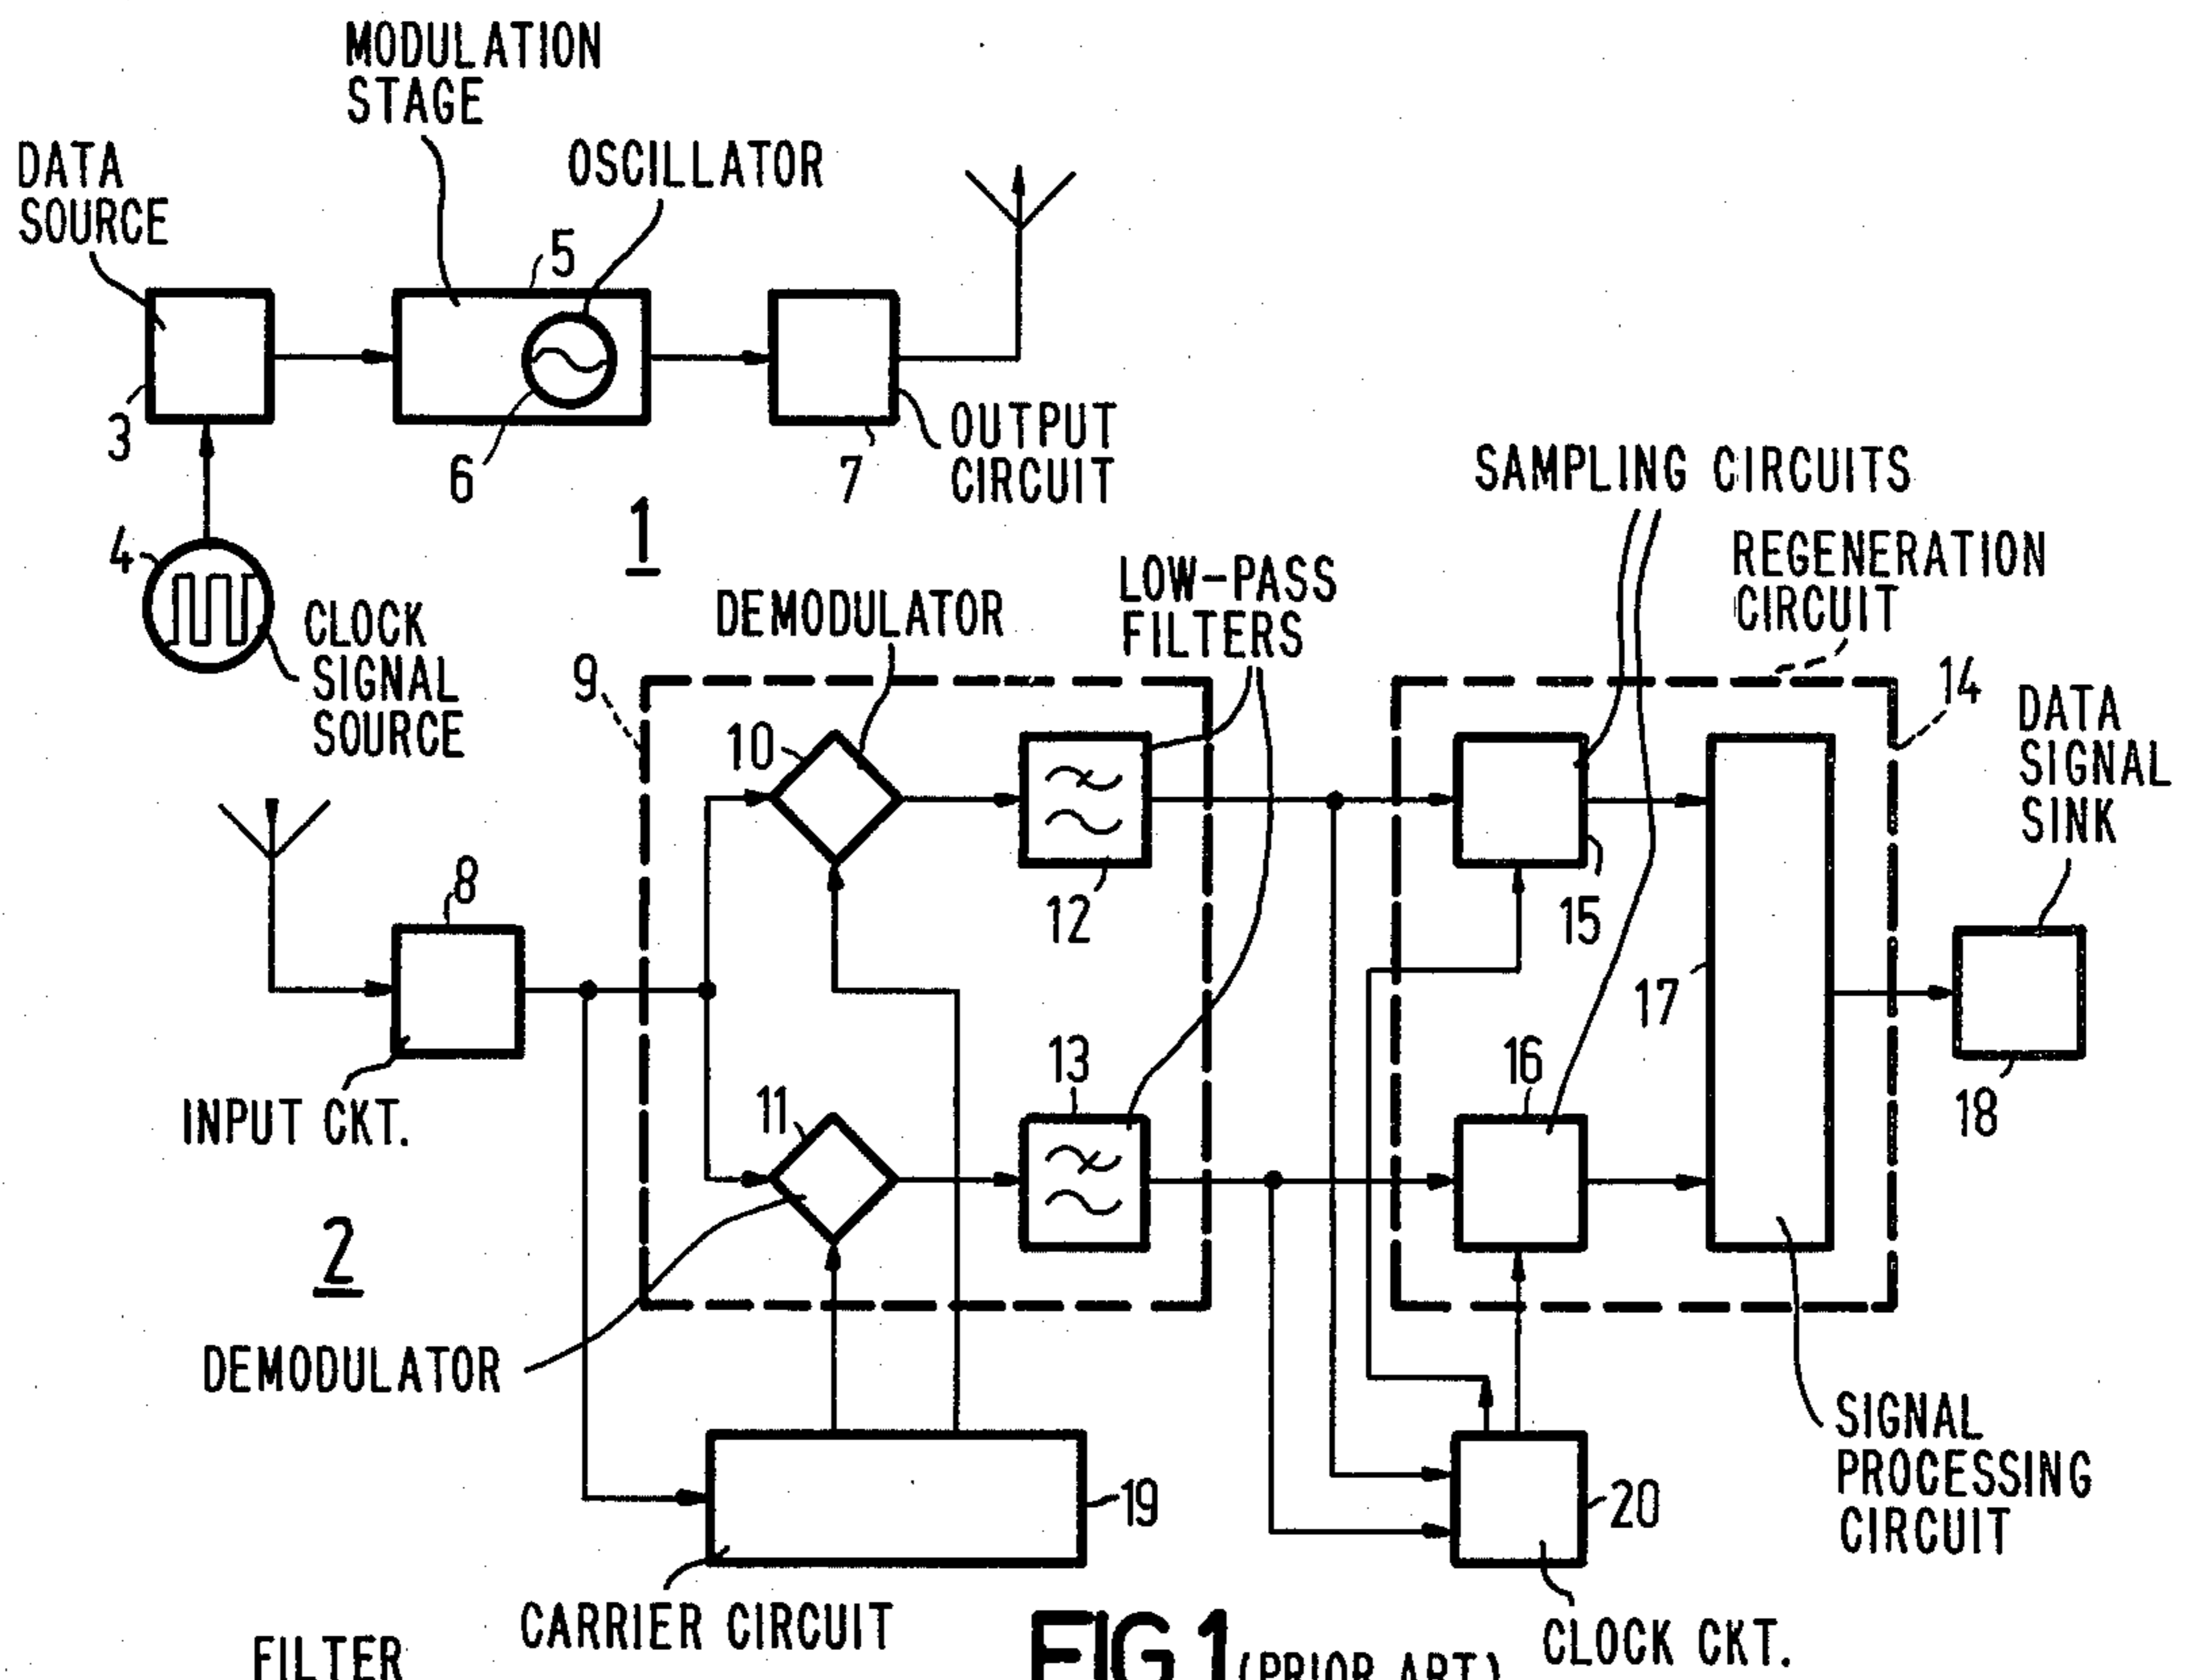 MODULATION
STAGE
DATA
SOURCE
OSCILLATOR
5
3
6
7
OUTPUT
CIRCUIT
4
CLOCK
SIGNAL
SOURCE
1
SAMPLING CIRCUITS
REGENERATION
CIRCUIT
LOW-PASS
FILTERS
DEMODULATOR
9
14
DATA
SIGNAL
SINK
10
12
15
8
17
INPUT CKT.
11
13
16
18
2
DEMODULATOR
19
20
SIGNAL
PROCESSING
CIRCUIT
CARRIER CIRCUIT
CLOCK CKT.
FILTER
FIG.1 (PRIOR ART)